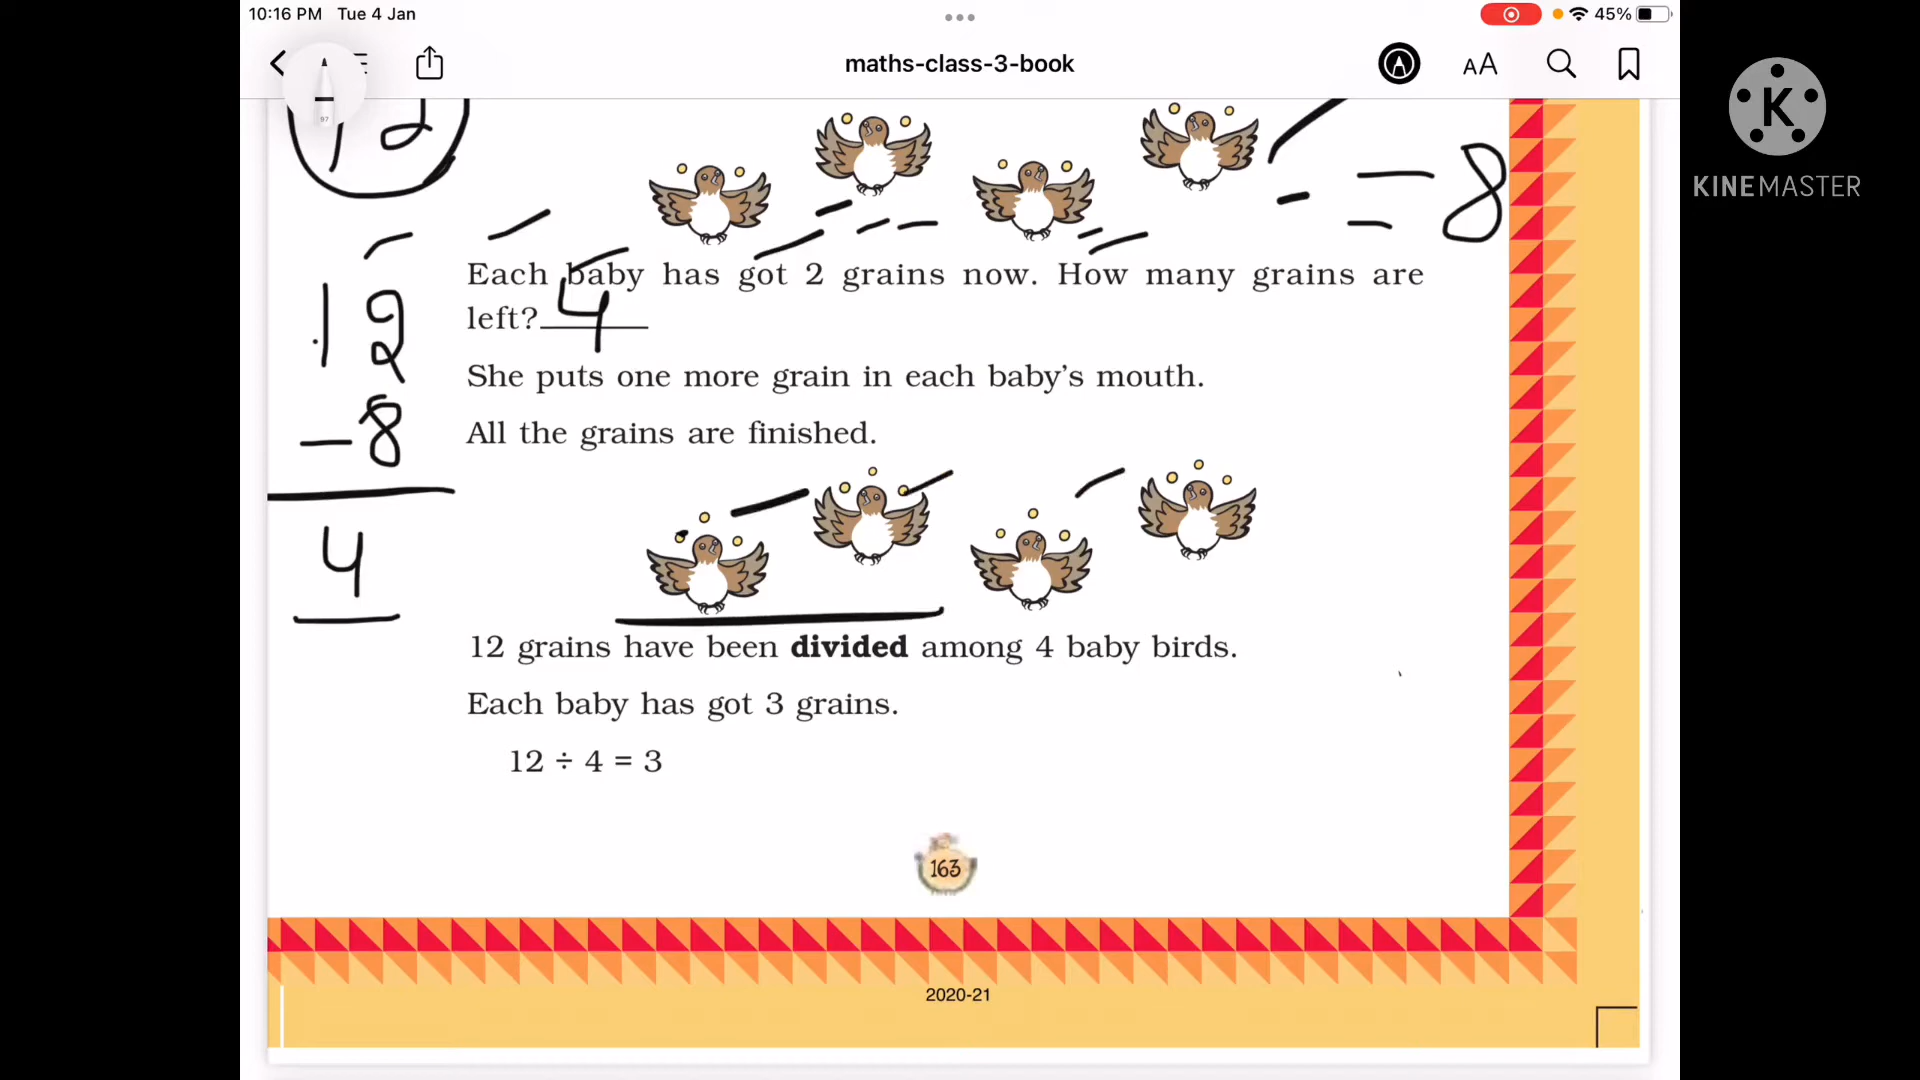 10:16 PM Tue 4 Jan
45%
maths-class-3-book
AA
K
KINEMASTER
97
12
= 8
Each baby has got 2 grains now. How many grains are
left? 4
12
-8
4
She puts one more grain in each baby's mouth.
All the grains are finished.
12 grains have been divided among 4 baby birds.
Each baby has got 3 grains.
12 ÷ 4 = 3
163
2020-21